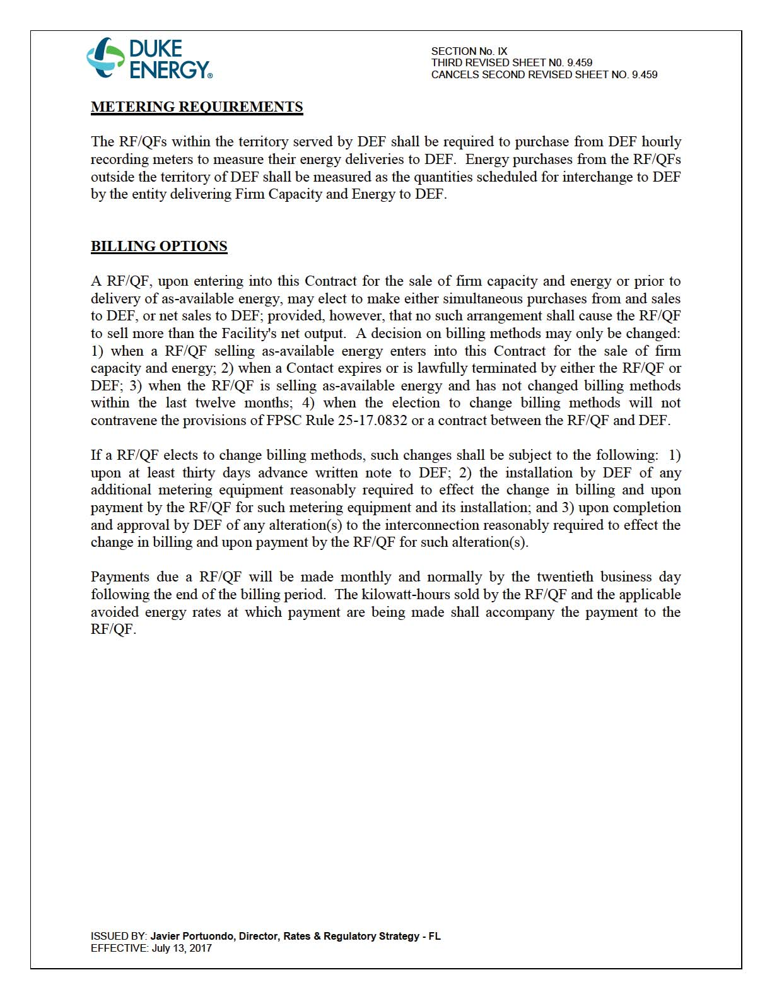 DUKE
ENERGY®
SECTION No. IX
THIRD REVISED SHEET N0. 9.459
CANCELS SECOND REVISED SHEET NO. 9.459
METERING REQUIREMENTS
The RF/QFs within the territory served by DEF shall be required to purchase from DEF hourly
recording meters to measure their energy deliveries to DEF.  Energy purchases from the RF/QFs
outside the territory of DEF shall be measured as the quantities scheduled for interchange to DEF
by the entity delivering Firm Capacity and Energy to DEF.
BILLING OPTIONS
A RF/QF, upon entering into this Contract for the sale of firm capacity and energy or prior to
delivery of as-available energy, may elect to make either simultaneous purchases from and sales
to DEF, or net sales to DEF; provided, however, that no such arrangement shall cause the RF/QF
to sell more than the Facility's net output.  A decision on billing methods may only be changed:
1) when a RF/QF selling as-available energy enters into this Contract for the sale of firm
capacity and energy; 2) when a Contact expires or is lawfully terminated by either the RF/QF or
DEF; 3) when the RF/QF is selling as-available energy and has not changed billing methods
within the last twelve months; 4) when the election to change billing methods will not
contravene the provisions of FPSC Rule 25-17.0832 or a contract between the RF/QF and DEF.
If a RF/QF elects to change billing methods, such changes shall be subject to the following:  1)
upon at least thirty days advance written note to DEF; 2) the installation by DEF of any
additional metering equipment reasonably required to effect the change in billing and upon
payment by the RF/QF for such metering equipment and its installation; and 3) upon completion
and approval by DEF of any alteration(s) to the interconnection reasonably required to effect the
change in billing and upon payment by the RF/QF for such alteration(s).
Payments due a RF/QF will be made monthly and normally by the twentieth business day
following the end of the billing period.  The kilowatt-hours sold by the RF/QF and the applicable
avoided energy rates at which payment are being made shall accompany the payment to the
RF/QF.
ISSUED BY: Javier Portuondo, Director, Rates & Regulatory Strategy - FL
EFFECTIVE: July 13, 2017